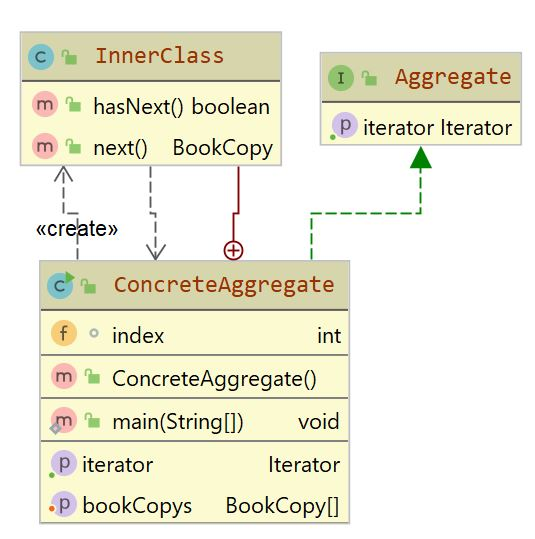 C InnerClass
m hasNext() boolean
m next() BookCopy
I Aggregate
p iterator Iterator
«create»
C ConcreteAggregate
f index int
m ConcreteAggregate()
m main(String[]) void
p iterator Iterator
p bookCopys BookCopy[]